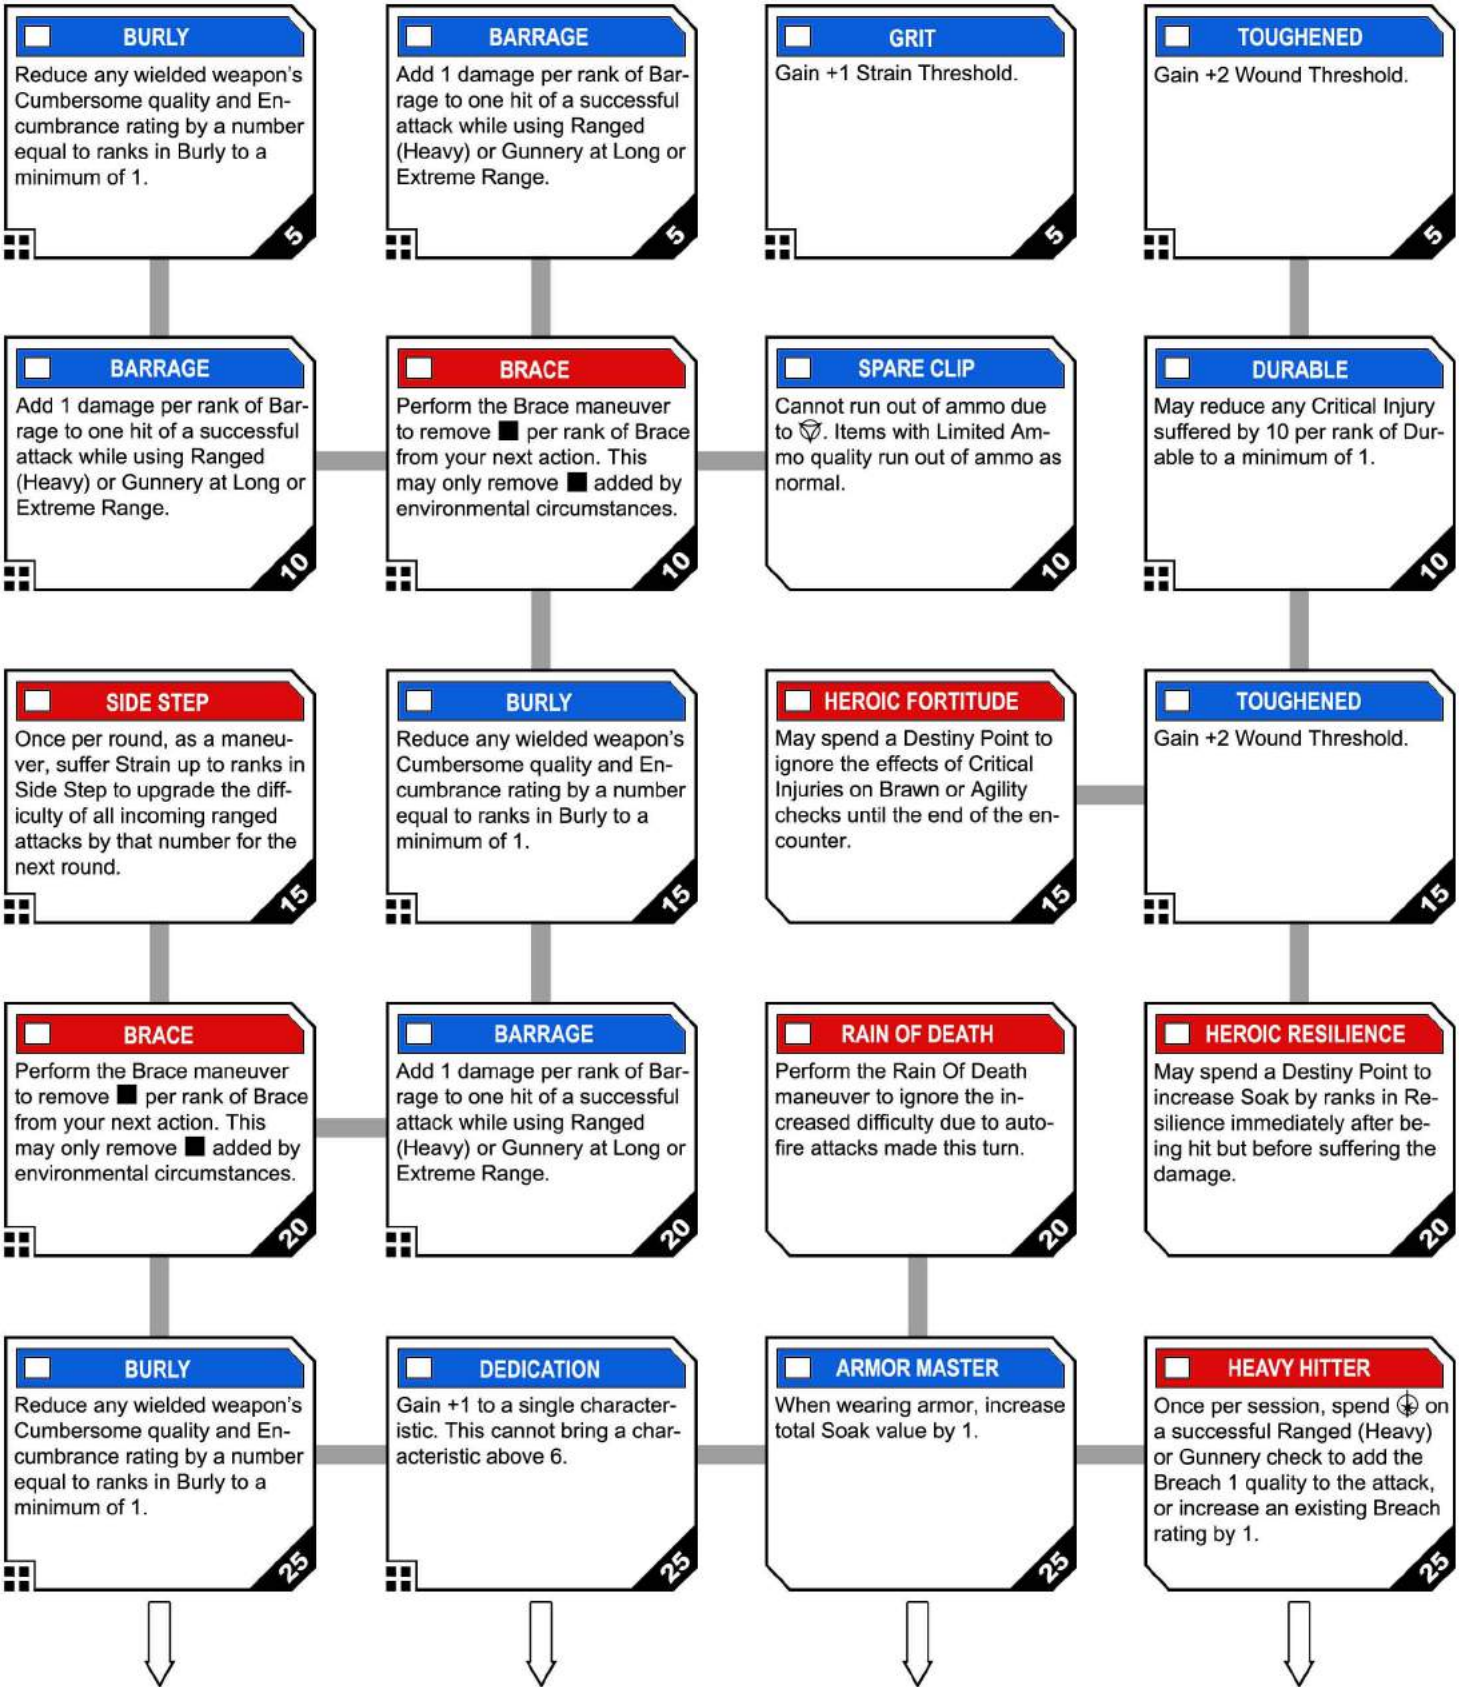 BURLY
Reduce any wielded weapon's
Cumbersome quality and En-
cumbrance rating by a number
equal to ranks in Burly to a
minimum of 1.
5
BARRAGE
Add 1 damage per rank of Bar-
rage to one hit of a successful
attack while using Ranged
(Heavy) or Gunnery at Long or
Extreme Range.
5
GRIT
Gain +1 Strain Threshold.
5
TOUGHENED
Gain +2 Wound Threshold.
5
BARRAGE
Add 1 damage per rank of Bar-
rage to one hit of a successful
attack while using Ranged
(Heavy) or Gunnery at Long or
Extreme Range.
10
BRACE
Perform the Brace maneuver
to remove ■ per rank of Brace
from your next action. This
may only remove ■ added by
environmental circumstances.
10
SPARE CLIP
Cannot run out of ammo due
to . Items with Limited Am-
mo quality run out of ammo as
normal.
10
DURABLE
May reduce any Critical Injury
suffered by 10 per rank of Dur-
able to a minimum of 1.
10
SIDE STEP
Once per round, as a maneu-
ver, suffer Strain up to ranks in
Side Step to upgrade the diff-
iculty of all incoming ranged
attacks by that number for the
next round.
15
BURLY
Reduce any wielded weapon's
Cumbersome quality and En-
cumbrance rating by a number
equal to ranks in Burly to a
minimum of 1.
15
HEROIC FORTITUDE
May spend a Destiny Point to
ignore the effects of Critical
Injuries on Brawn or Agility
checks until the end of the en-
counter.
15
TOUGHENED
Gain +2 Wound Threshold.
15
BRACE
Perform the Brace maneuver
to remove ■ per rank of Brace
from your next action. This
may only remove ■ added by
environmental circumstances.
20
BARRAGE
Add 1 damage per rank of Bar-
rage to one hit of a successful
attack while using Ranged
(Heavy) or Gunnery at Long or
Extreme Range.
20
RAIN OF DEATH
Perform the Rain Of Death
maneuver to ignore the in-
creased difficulty due to auto-
fire attacks made this turn.
20
HEROIC RESILIENCE
May spend a Destiny Point to
increase Soak by ranks in Re-
silience immediately after be-
ing hit but before suffering the
damage.
20
BURLY
Reduce any wielded weapon's
Cumbersome quality and En-
cumbrance rating by a number
equal to ranks in Burly to a
minimum of 1.
25
DEDICATION
Gain +1 to a single character-
istic. This cannot bring a char-
acteristic above 6.
25
ARMOR MASTER
When wearing armor, increase
total Soak value by 1.
25
HEAVY HITTER
Once per session, spend on
a successful Ranged (Heavy)
or Gunnery check to add the
Breach 1 quality to the attack,
or increase an existing Breach
rating by 1.
25